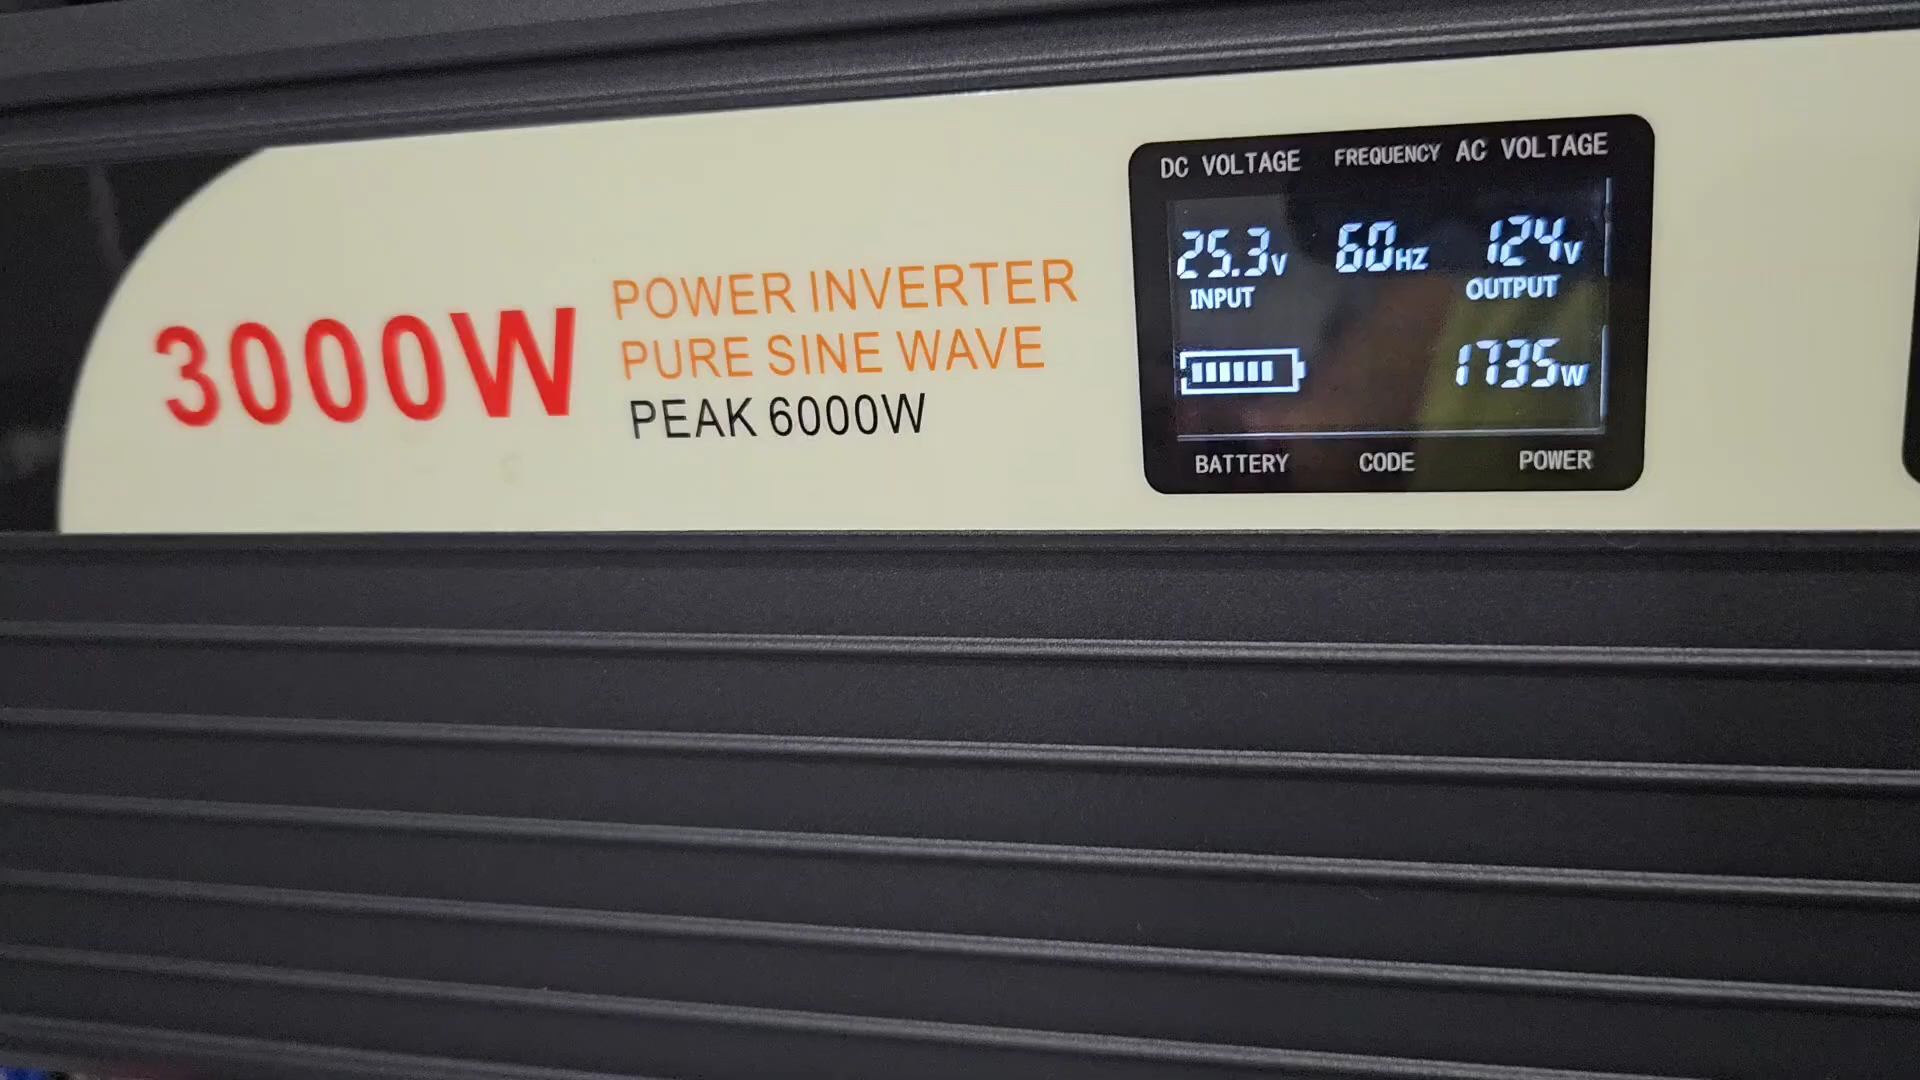 3000W
POWER INVERTER
PURE SINE WAVE
PEAK 6000W
DC VOLTAGE FREQUENCY AC VOLTAGE
25.3V 60HZ 124V
INPUT OUTPUT
1735W
BATTERY CODE POWER